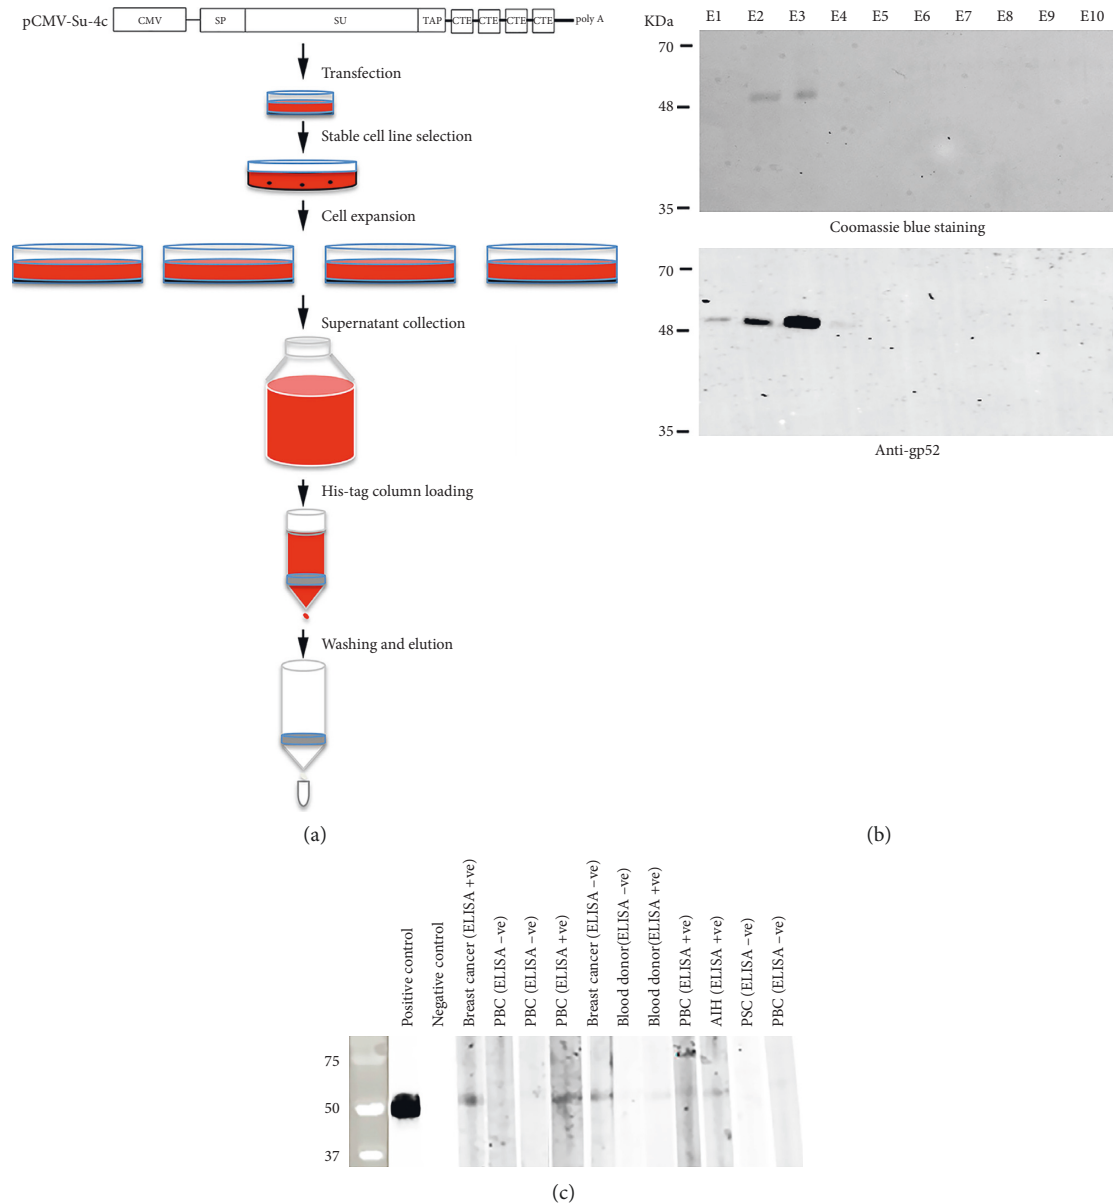 pCMV-Su-4c CMV SP SU TAP CTE CTE CTE CTE poly A
Transfection
Stable cell line selection
Cell expansion
Supernatant collection
His-tag column loading
Washing and elution
(a)
KDa E1 E2 E3 E4 E5 E6 E7 E8 E9 E10
70
48
35
Coomassie blue staining
70
48
35
Anti-gp52
(b)
Positive control
Negative control
Breast cancer (ELISA +ve)
PBC (ELISA –ve)
PBC (ELISA –ve)
PBC (ELISA +ve)
Breast cancer (ELISA –ve)
Blood donor(ELISA –ve)
Blood donor(ELISA +ve)
PBC (ELISA +ve)
AIH (ELISA +ve)
PSC (ELISA –ve)
PBC (ELISA –ve)
75
50
37
(c)